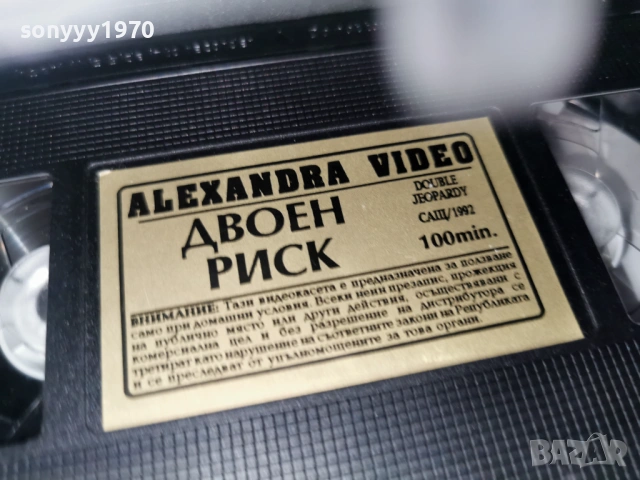 sonyyy1970
ALEXANDRA VIDEO
ДВОЕН
РИСК
DOUBLE
JEOPARDY
САЩ/1992
100min.
ВНИМАНИЕ: Тази видеокасета е предназначена за ползване
само при домашни условия. Всеки неин презапис, прожекция
на публично място или други действия, осъществявани с
комерсиална цел и без разрешение на дистрибутора се
третират като нарушение на съответните закони на Републиката
и се преследват от упълномощените за това органи.
BAZAR